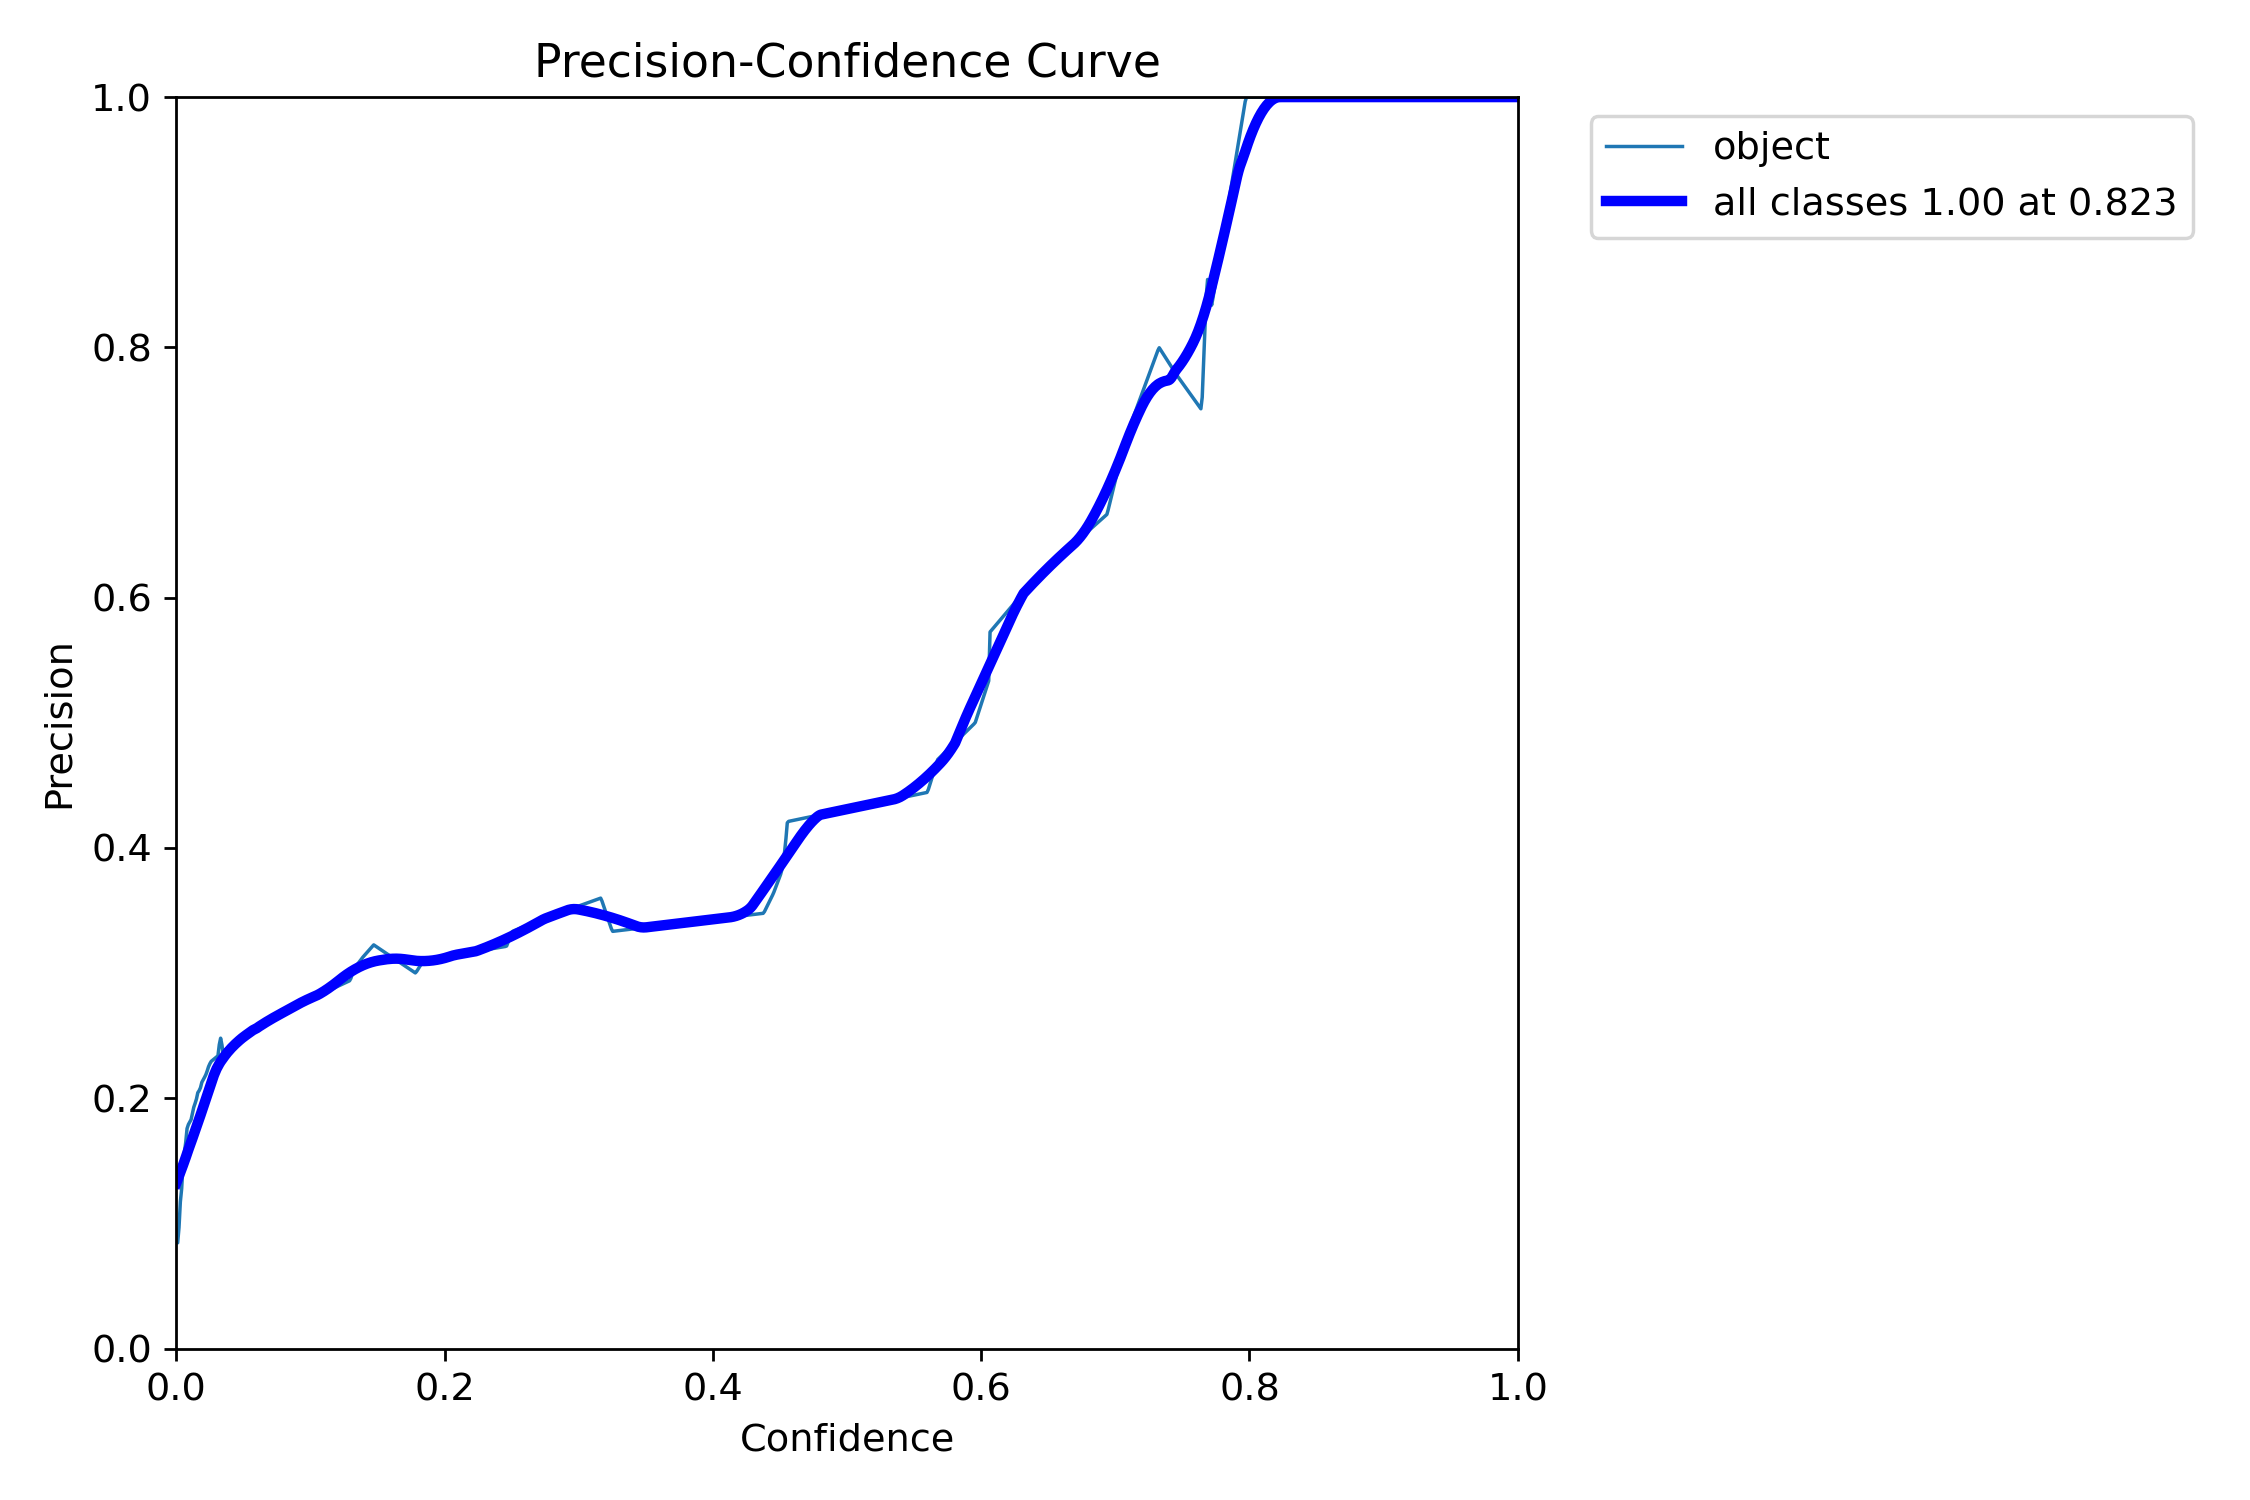 Precision-Confidence Curve
1.0
0.8
0.6
0.4
0.2
0.0
Precision
0.0 0.2 0.4 0.6 0.8 1.0
Confidence
object
all classes 1.00 at 0.823